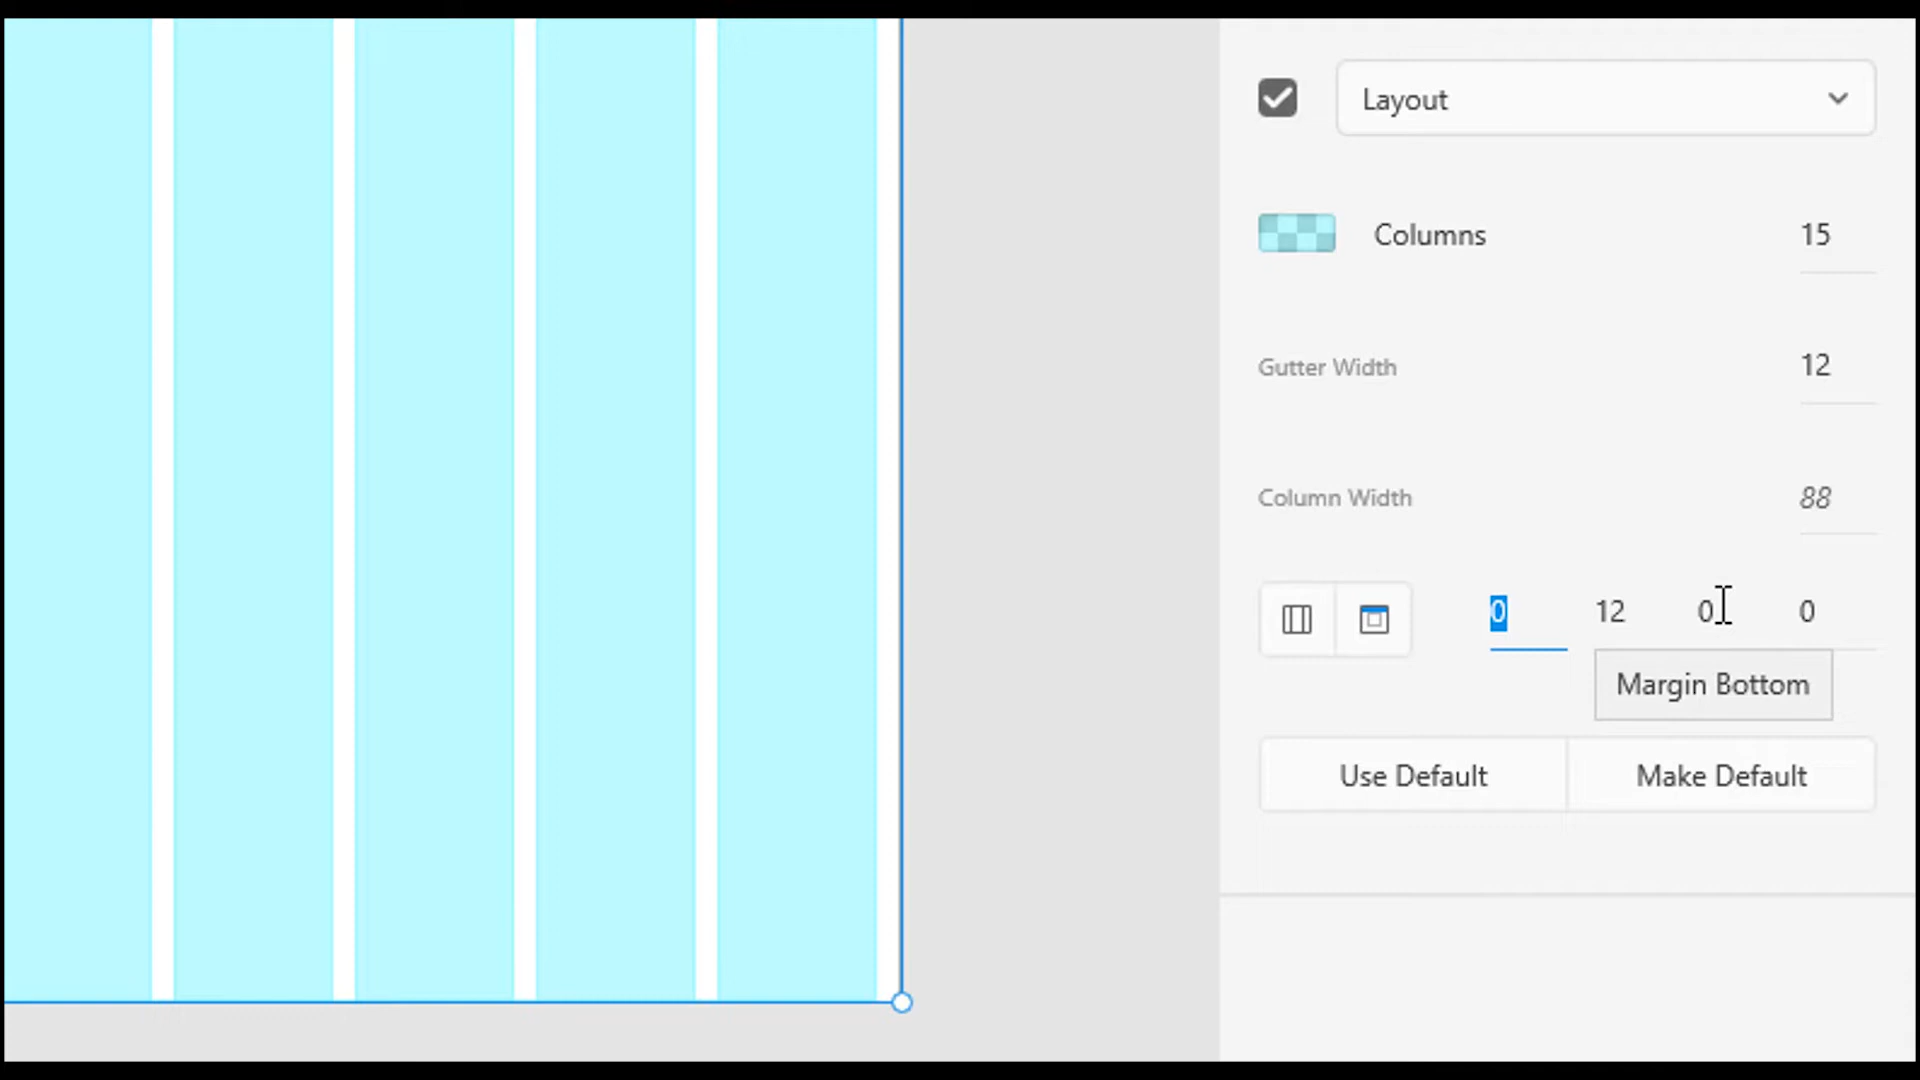 Layout
Columns 15
Gutter Width 12
Column Width 88
0 12 0 0
Margin Bottom
Use Default Make Default